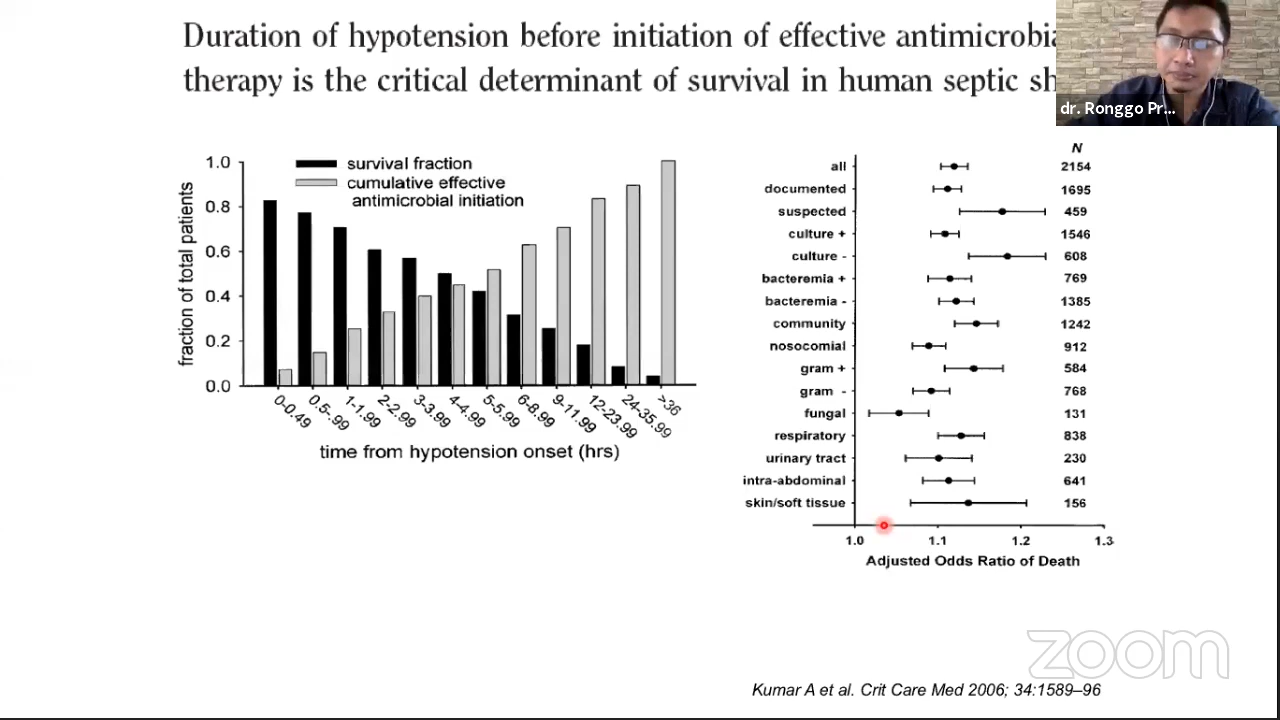 Duration of hypotension before initiation of effective antimicrobia
therapy is the critical determinant of survival in human septic sh
dr. Ronggo Pr...
survival fraction
cumulative effective
antimicrobial initiation
fraction of total patients
1.0
0.8
0.6
0.4
0.2
0.0
0-0.49
0.5-.99
1-1.99
2-2.99
3-3.99
4-4.99
5-5.99
6-8.99
9-11.99
12-23.99
24-35.99
>36
time from hypotension onset (hrs)
N
all 2154
documented 1695
suspected 459
culture + 1546
culture - 608
bacteremia + 769
bacteremia - 1385
community 1242
nosocomial 912
gram + 584
gram - 768
fungal 131
respiratory 838
urinary tract 230
intra-abdominal 641
skin/soft tissue 156
1.0 1.1 1.2 1.3
Adjusted Odds Ratio of Death
zoom
Kumar A et al. Crit Care Med 2006; 34:1589–96